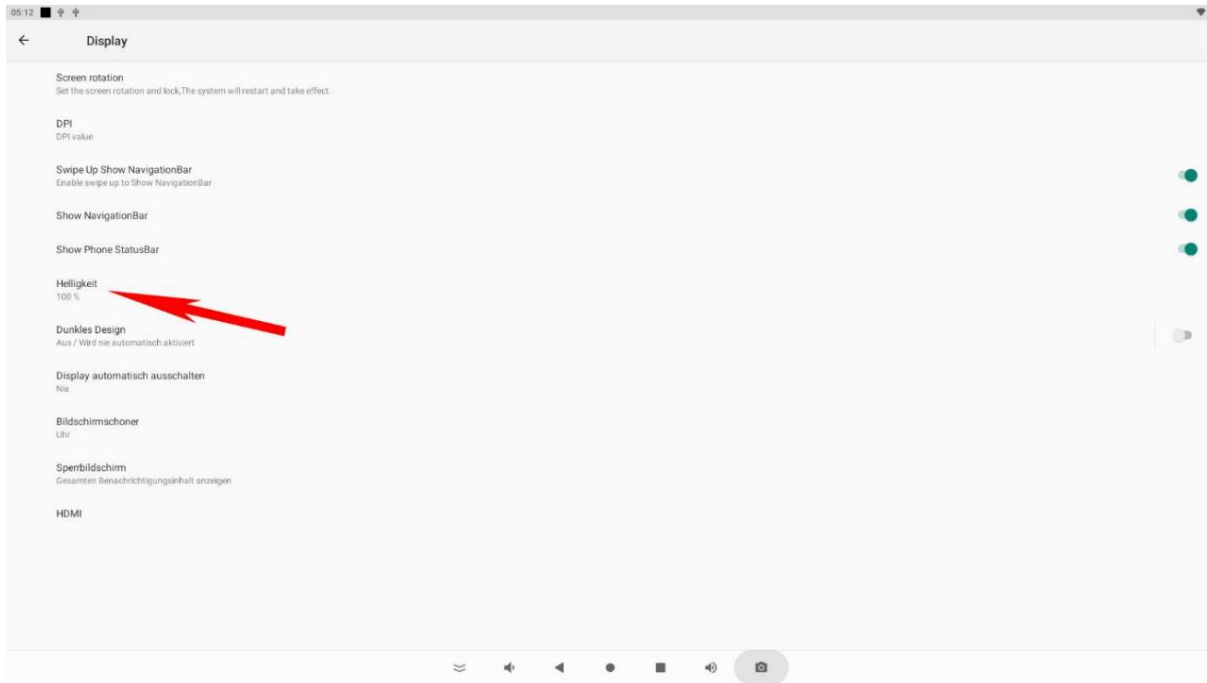 05:12
Display
Screen rotation
Set the screen rotation and lock,The system will restart and take effect.
DPI
DPI value
Swipe Up Show NavigationBar
Enable swipe up to Show NavigationBar
Show NavigationBar
Show Phone StatusBar
Helligkeit
100 %
Dunkles Design
Aus / Wird nie automatisch aktiviert
Display automatisch ausschalten
Nie
Bildschirmschoner
Uhr
Sperrbildschirm
Gesamten Benachrichtigungsinhalt anzeigen
HDMI